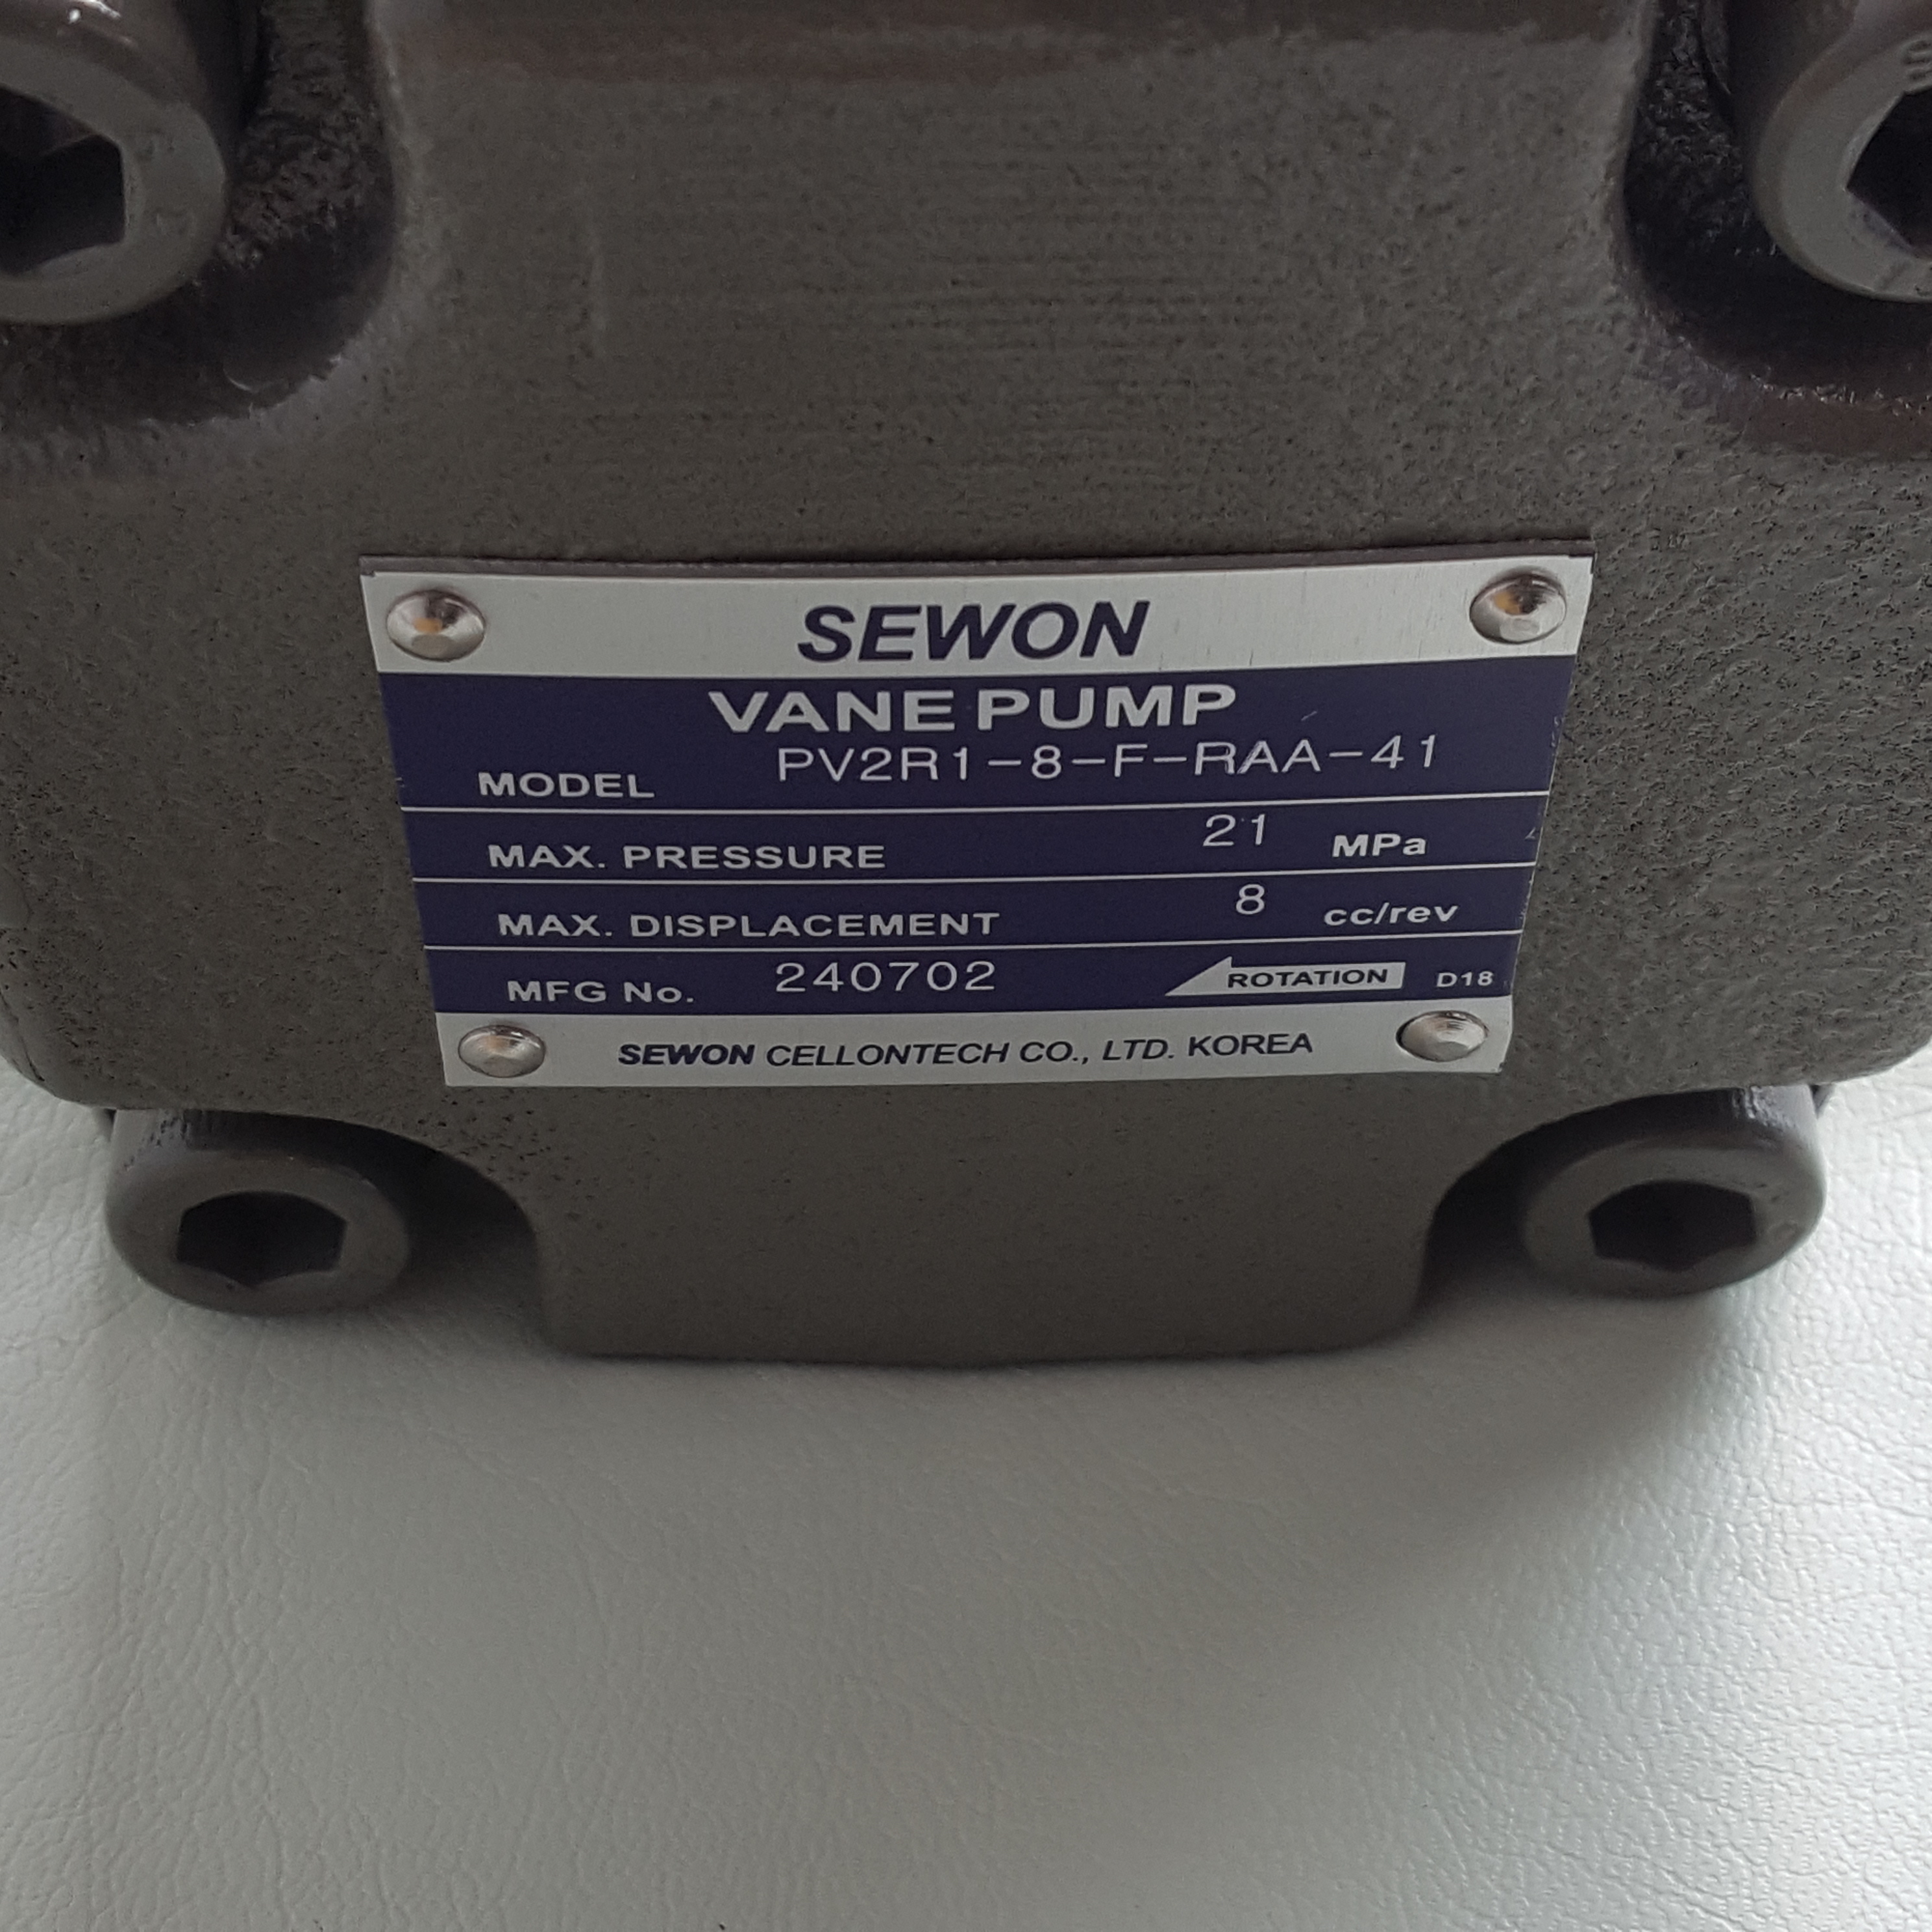 SEWON
VANE PUMP
MODEL PV2R1-8-F-RAA-41
MAX. PRESSURE 21 MPa
MAX. DISPLACEMENT 8 cc/rev
MFG No. 240702 ROTATION D18
SEWON CELLONTECH CO., LTD. KOREA